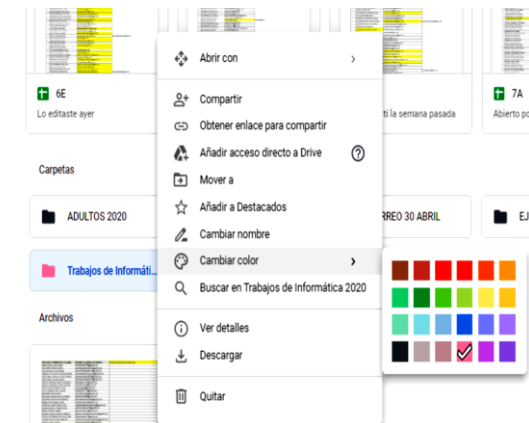 6E
Lo editaste ayer
ti la semana pasada
7A
Abierto po
Carpetas
ADULTOS 2020
RREO 30 ABRIL
EJ
Trabajos de Informáti...
Archivos
Abrir con
Compartir
Obtener enlace para compartir
Añadir acceso directo a Drive
Mover a
Añadir a Destacados
Cambiar nombre
Cambiar color
Buscar en Trabajos de Informática 2020
Ver detalles
Descargar
Quitar